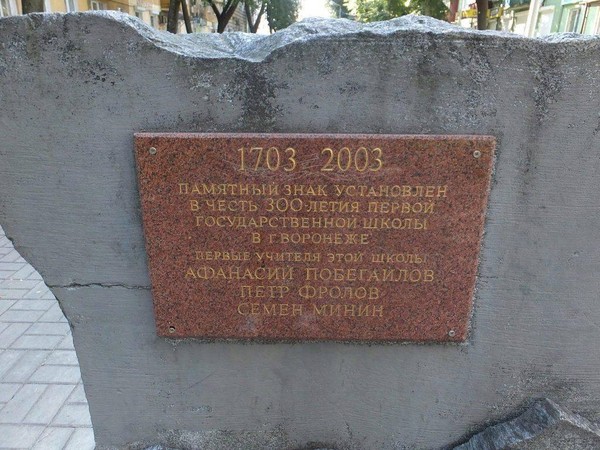 1703 2003
ПАМЯТНЫЙ ЗНАК УСТАНОВЛЕН
В ЧЕСТЬ 300-ЛЕТИЯ ПЕРВОЙ
ГОСУДАРСТВЕННОЙ ШКОЛЫ
В Г.ВОРОНЕЖЕ
ПЕРВЫЕ УЧИТЕЛЯ ЭТОЙ ШКОЛЫ:
АФАНАСИЙ ПОБЕГАЙЛОВ
ПЕТР ФРОЛОВ
СЕМЕН МИНИН